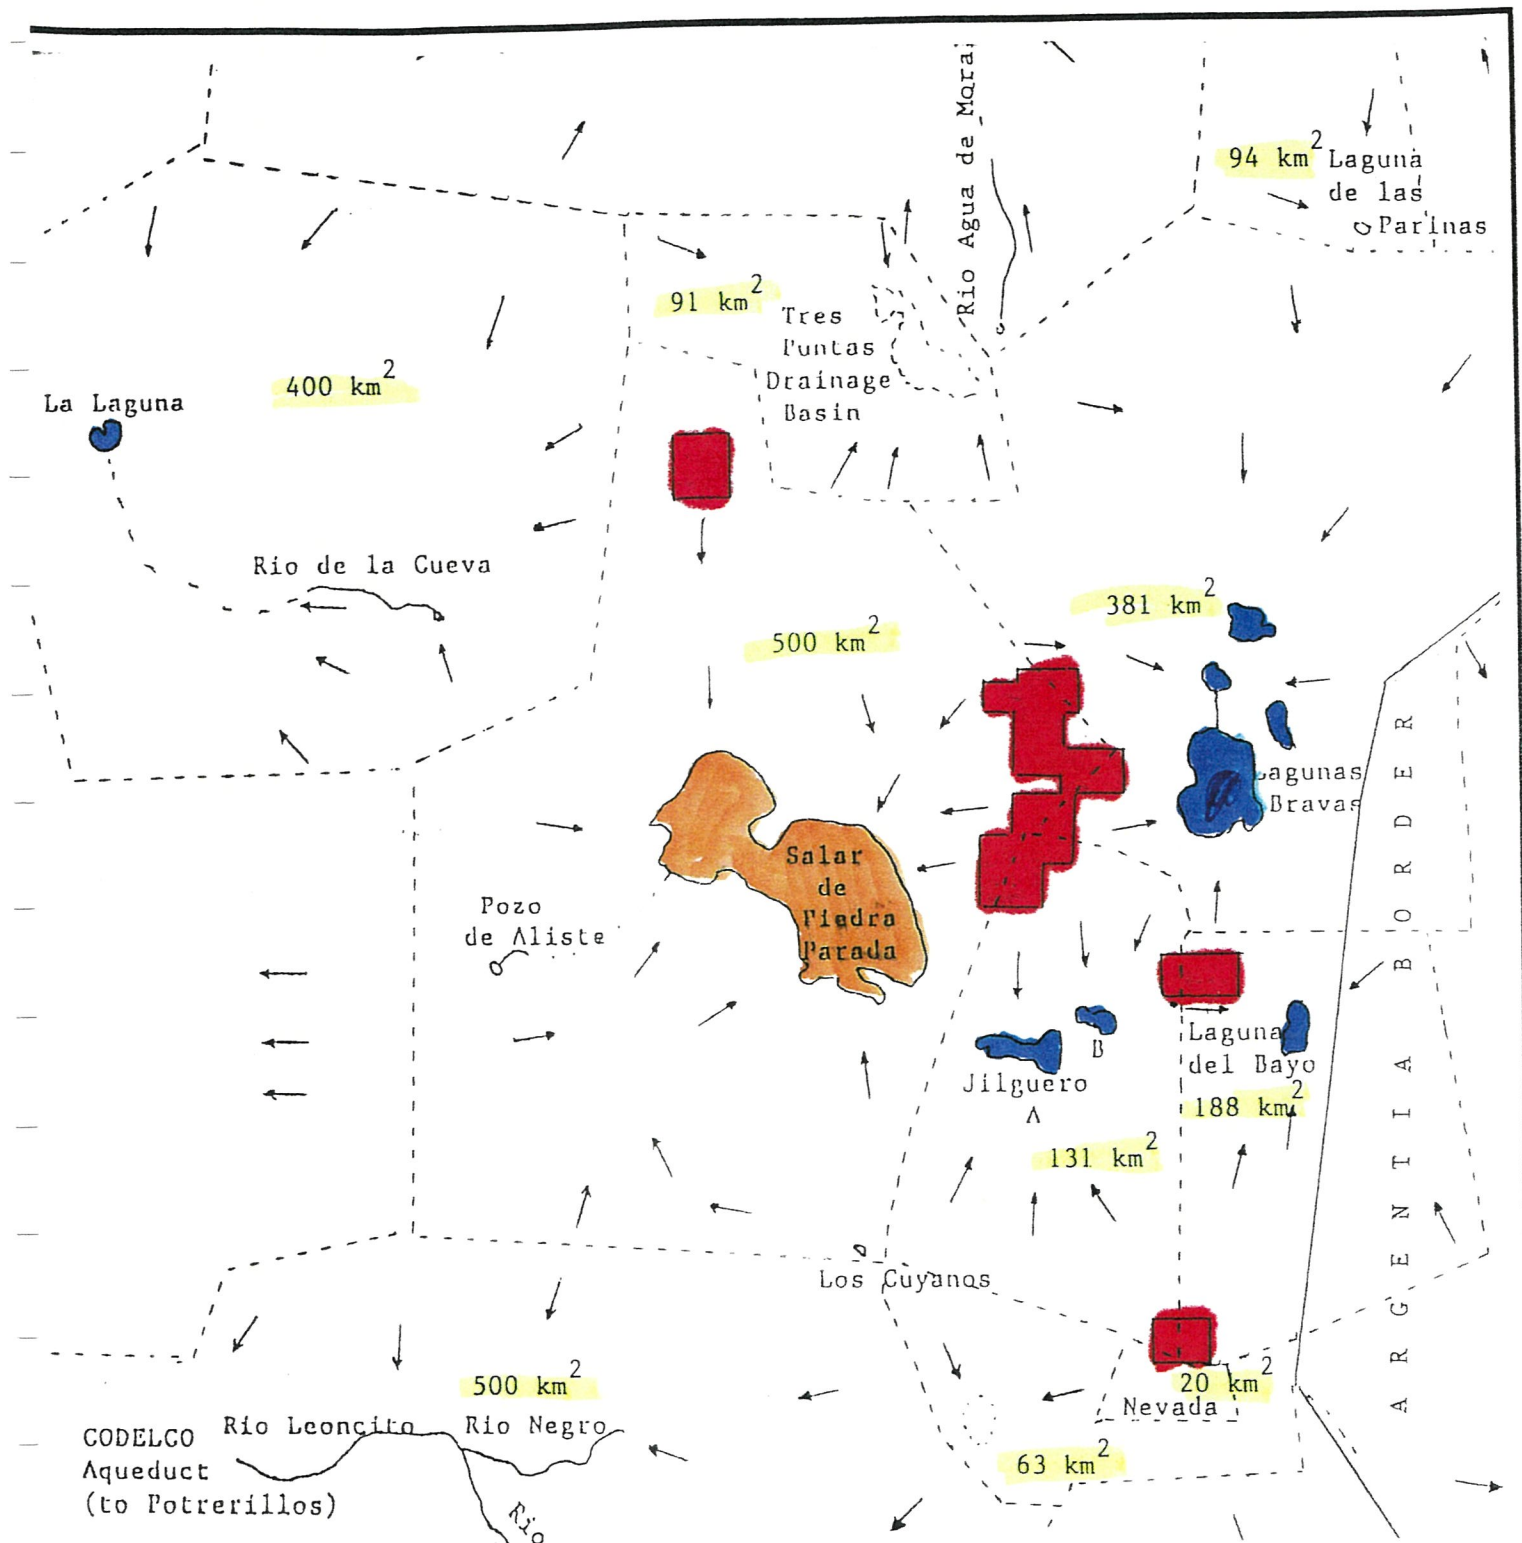 Rio Agua de Mora
94 km²
Laguna
de las
Parinas
91 km²
Tres
Puntas
Drainage
Basin
400 km²
La Laguna
Rio de la Cueva
381 km²
500 km²
Lagunas
Bravas
Salar
de
Piedra
Parada
Pozo
de Aliste
Laguna
del Bayo
B
Jilguero
A
188 km²
131 km²
ARGENTIA BORDER
Los Cuyanos
500 km²
20 km²
Nevada
Rio Leoncito
Rio Negro
CODELCO
Aqueduct
(to Potrerillos)
63 km²
Rio